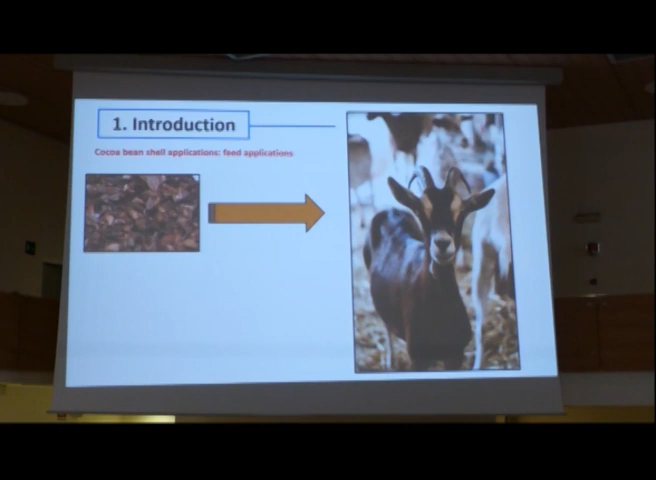 1. Introduction
Cocoa bean shell applications: feed applications